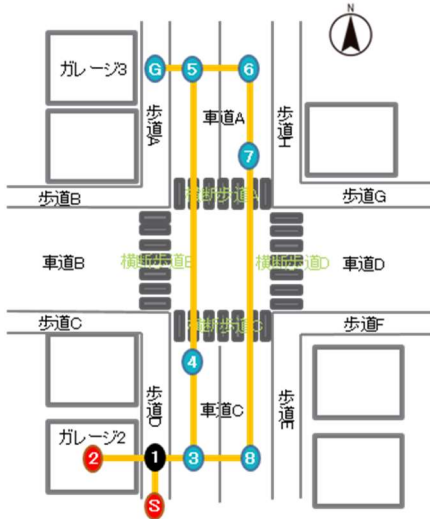 N
ガレージ3
G
5
6
歩道A
車道A
歩道H
7
横断歩道A
歩道B
歩道G
車道B
横断歩道B
横断歩道D
車道D
横断歩道C
歩道C
歩道F
4
歩道D
車道C
歩道E
ガレージ2
2
1
3
8
S